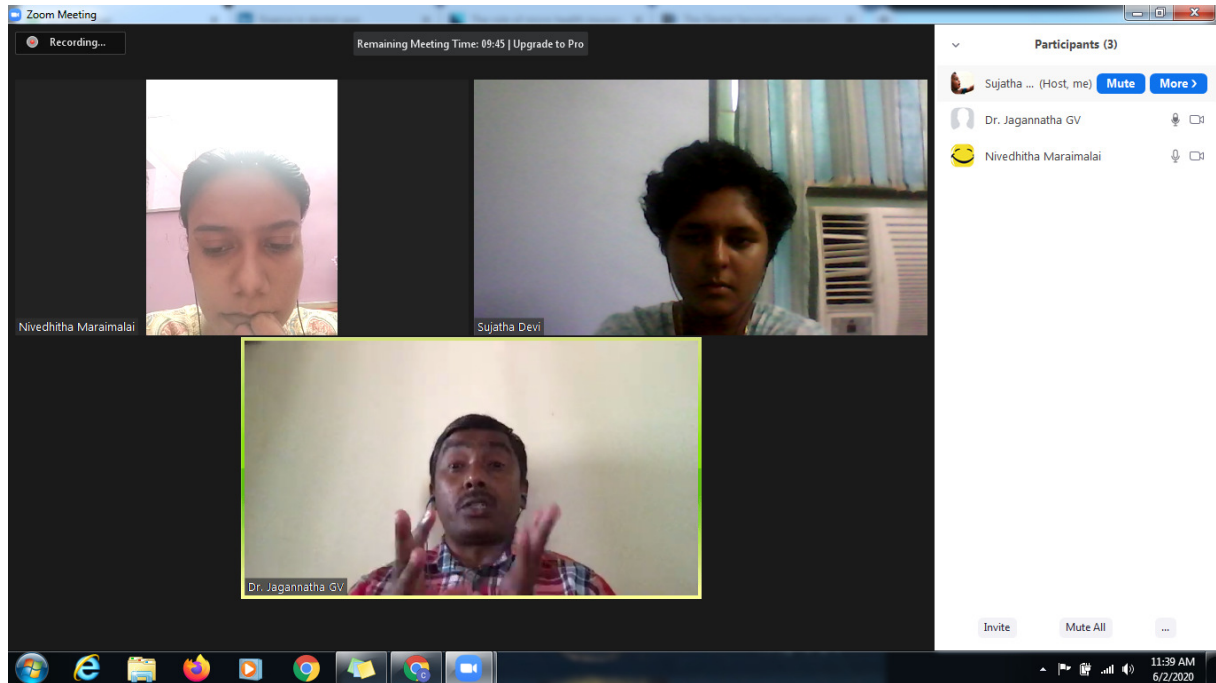 Zoom Meeting
Recording...
Remaining Meeting Time: 09:45 | Upgrade to Pro
Participants (3)
Sujatha ... (Host, me) Mute More >
Dr. Jagannatha GV
Nivedhitha Maraimalai
Nivedhitha Maraimalai
Sujatha Devi
Dr. Jagannatha GV
Invite Mute All ...
11:39 AM
6/2/2020